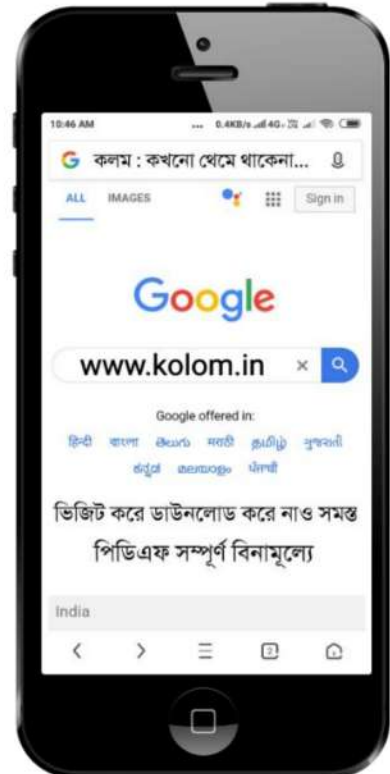 10:46 AM ... 0.4KB/s 4G+
G কলম : কখনো থেমে থাকেনা...
ALL IMAGES Sign in
Google
www.kolom.in ×
Google offered in:
हिन्दी বাংলা తెలుగు मराठी தமிழ் ગુજરાતી
ಕನ್ನಡ മലയാളം ਪੰਜਾਬੀ
ভিজিট করে ডাউনলোড করে নাও সমস্ত
পিডিএফ সম্পূর্ণ বিনামূল্যে
India
2